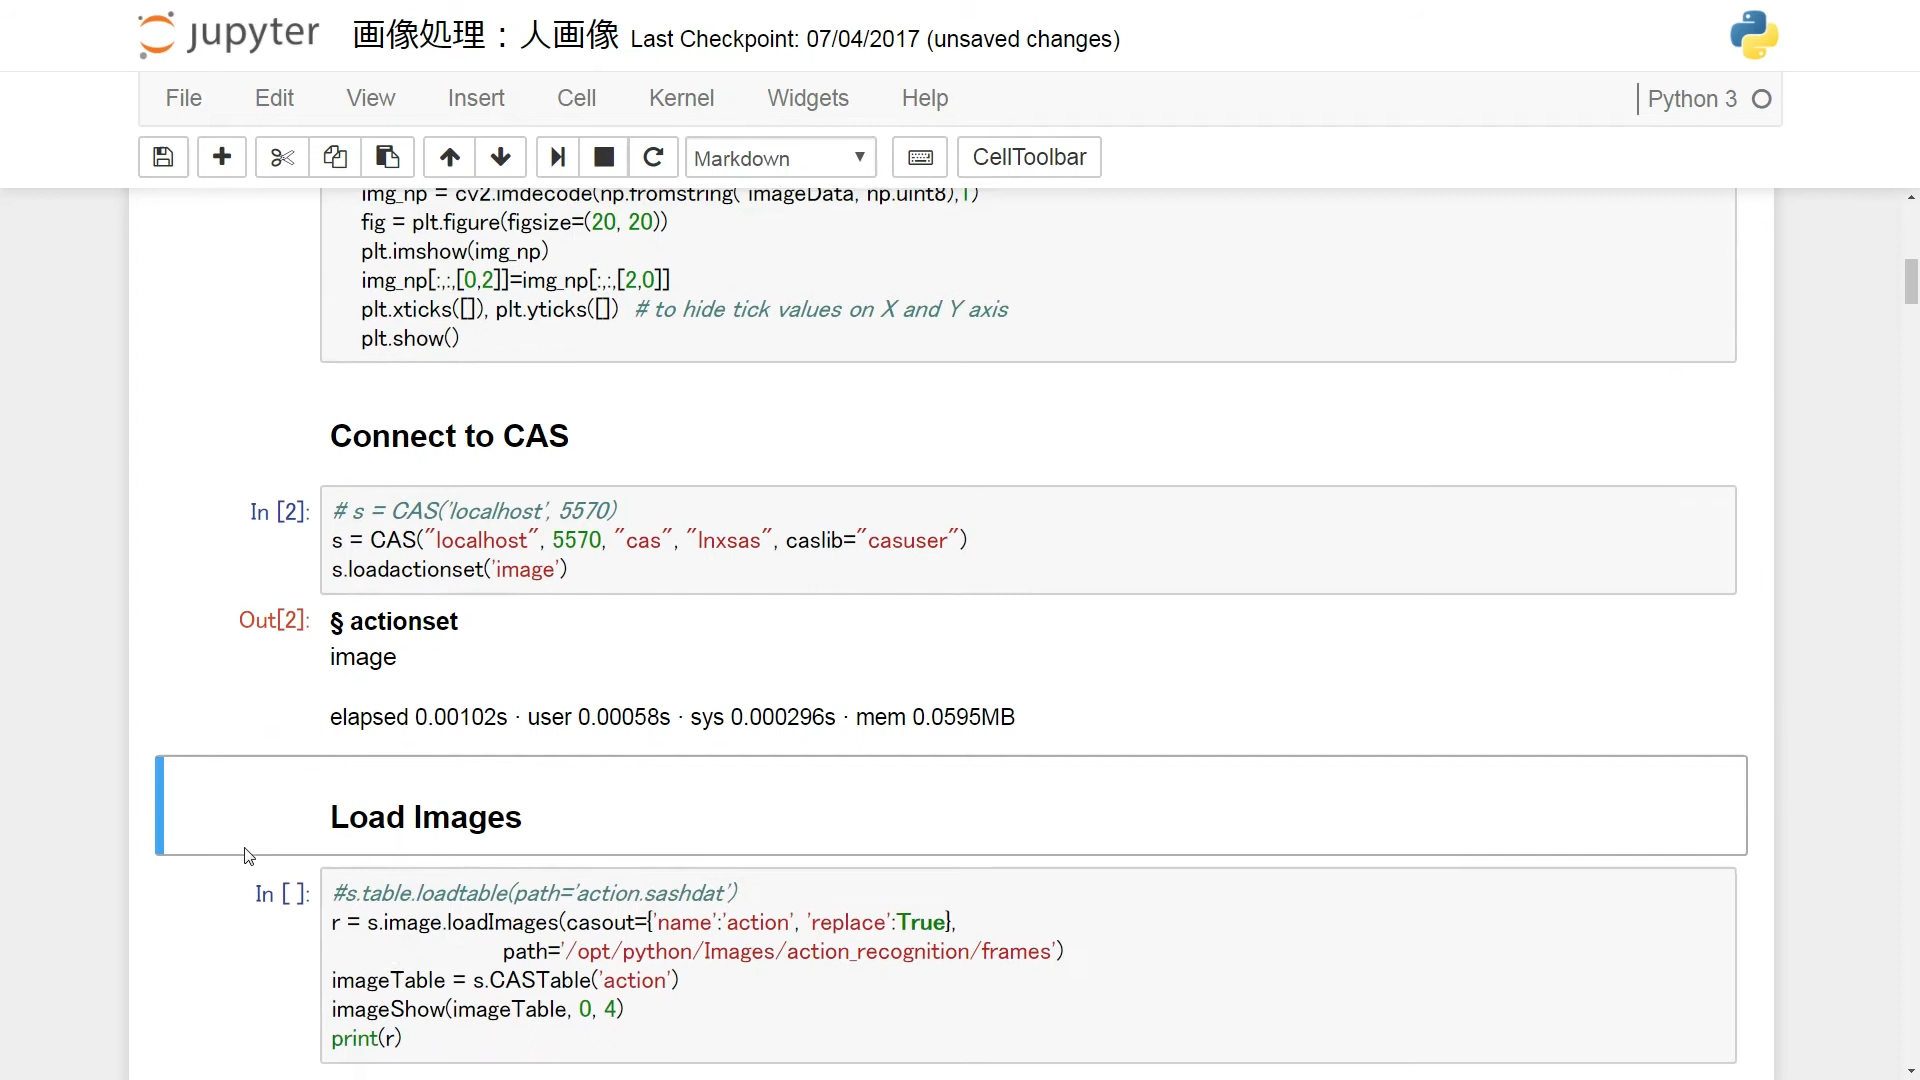 jupyter 画像処理：人画像 Last Checkpoint: 07/04/2017 (unsaved changes)
File Edit View Insert Cell Kernel Widgets Help Python 3
Markdown CellToolbar
img_np = cv2.imdecode(np.fromstring( imageData, np.uint8),1)
fig = plt.figure(figsize=(20, 20))
plt.imshow(img_np)
img_np[:,:,[0,2]]=img_np[:,:,[2,0]]
plt.xticks([]), plt.yticks([]) # to hide tick values on X and Y axis
plt.show()
Connect to CAS
In [2]: # s = CAS('localhost', 5570)
s = CAS("localhost", 5570, "cas", "lnxsas", caslib="casuser")
s.loadactionset('image')
Out[2]: § actionset
image
elapsed 0.00102s · user 0.00058s · sys 0.000296s · mem 0.0595MB
Load Images
In [ ]: #s.table.loadtable(path='action.sashdat')
r = s.image.loadImages(casout={'name':'action', 'replace':True},
path='/opt/python/Images/action_recognition/frames')
imageTable = s.CASTable('action')
imageShow(imageTable, 0, 4)
print(r)